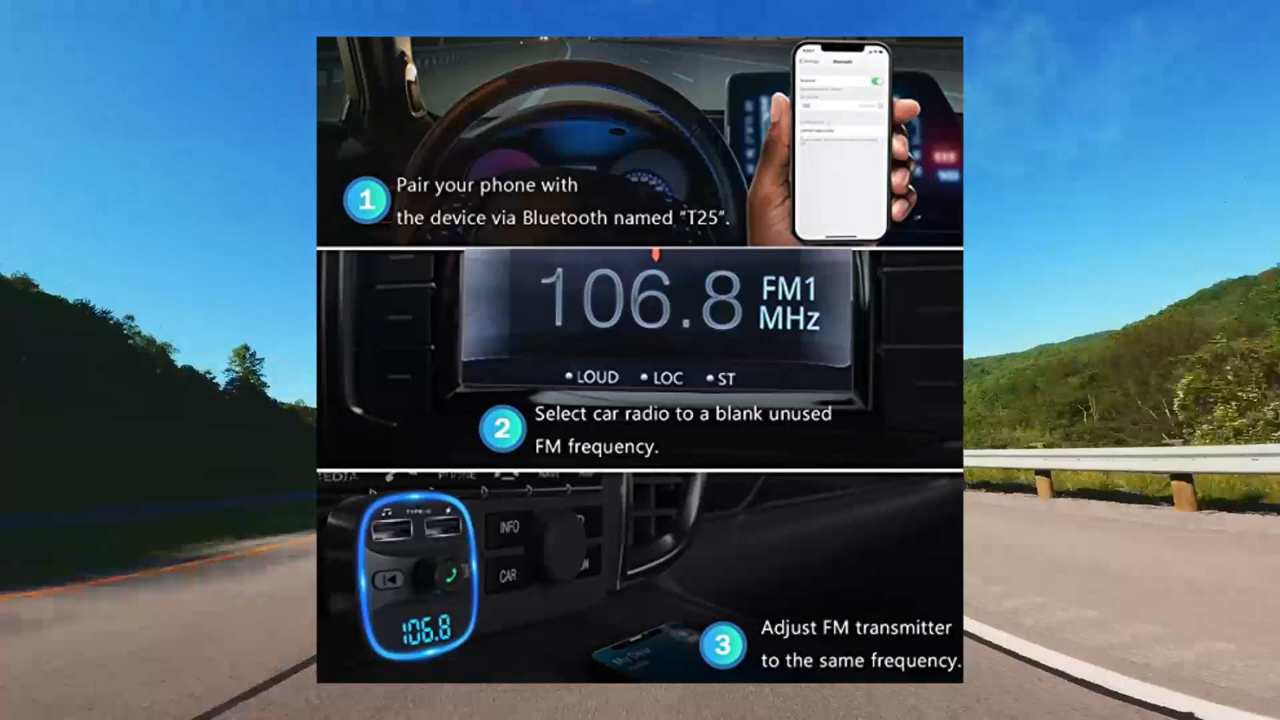 Bluetooth
1
Pair your phone with
the device via Bluetooth named "T25".
106.8
FM1
MHz
LOUD
LOC
ST
2
Select car radio to a blank unused
FM frequency.
TYPE-C
INFO
CAR
106.8
3
Adjust FM transmitter
to the same frequency.